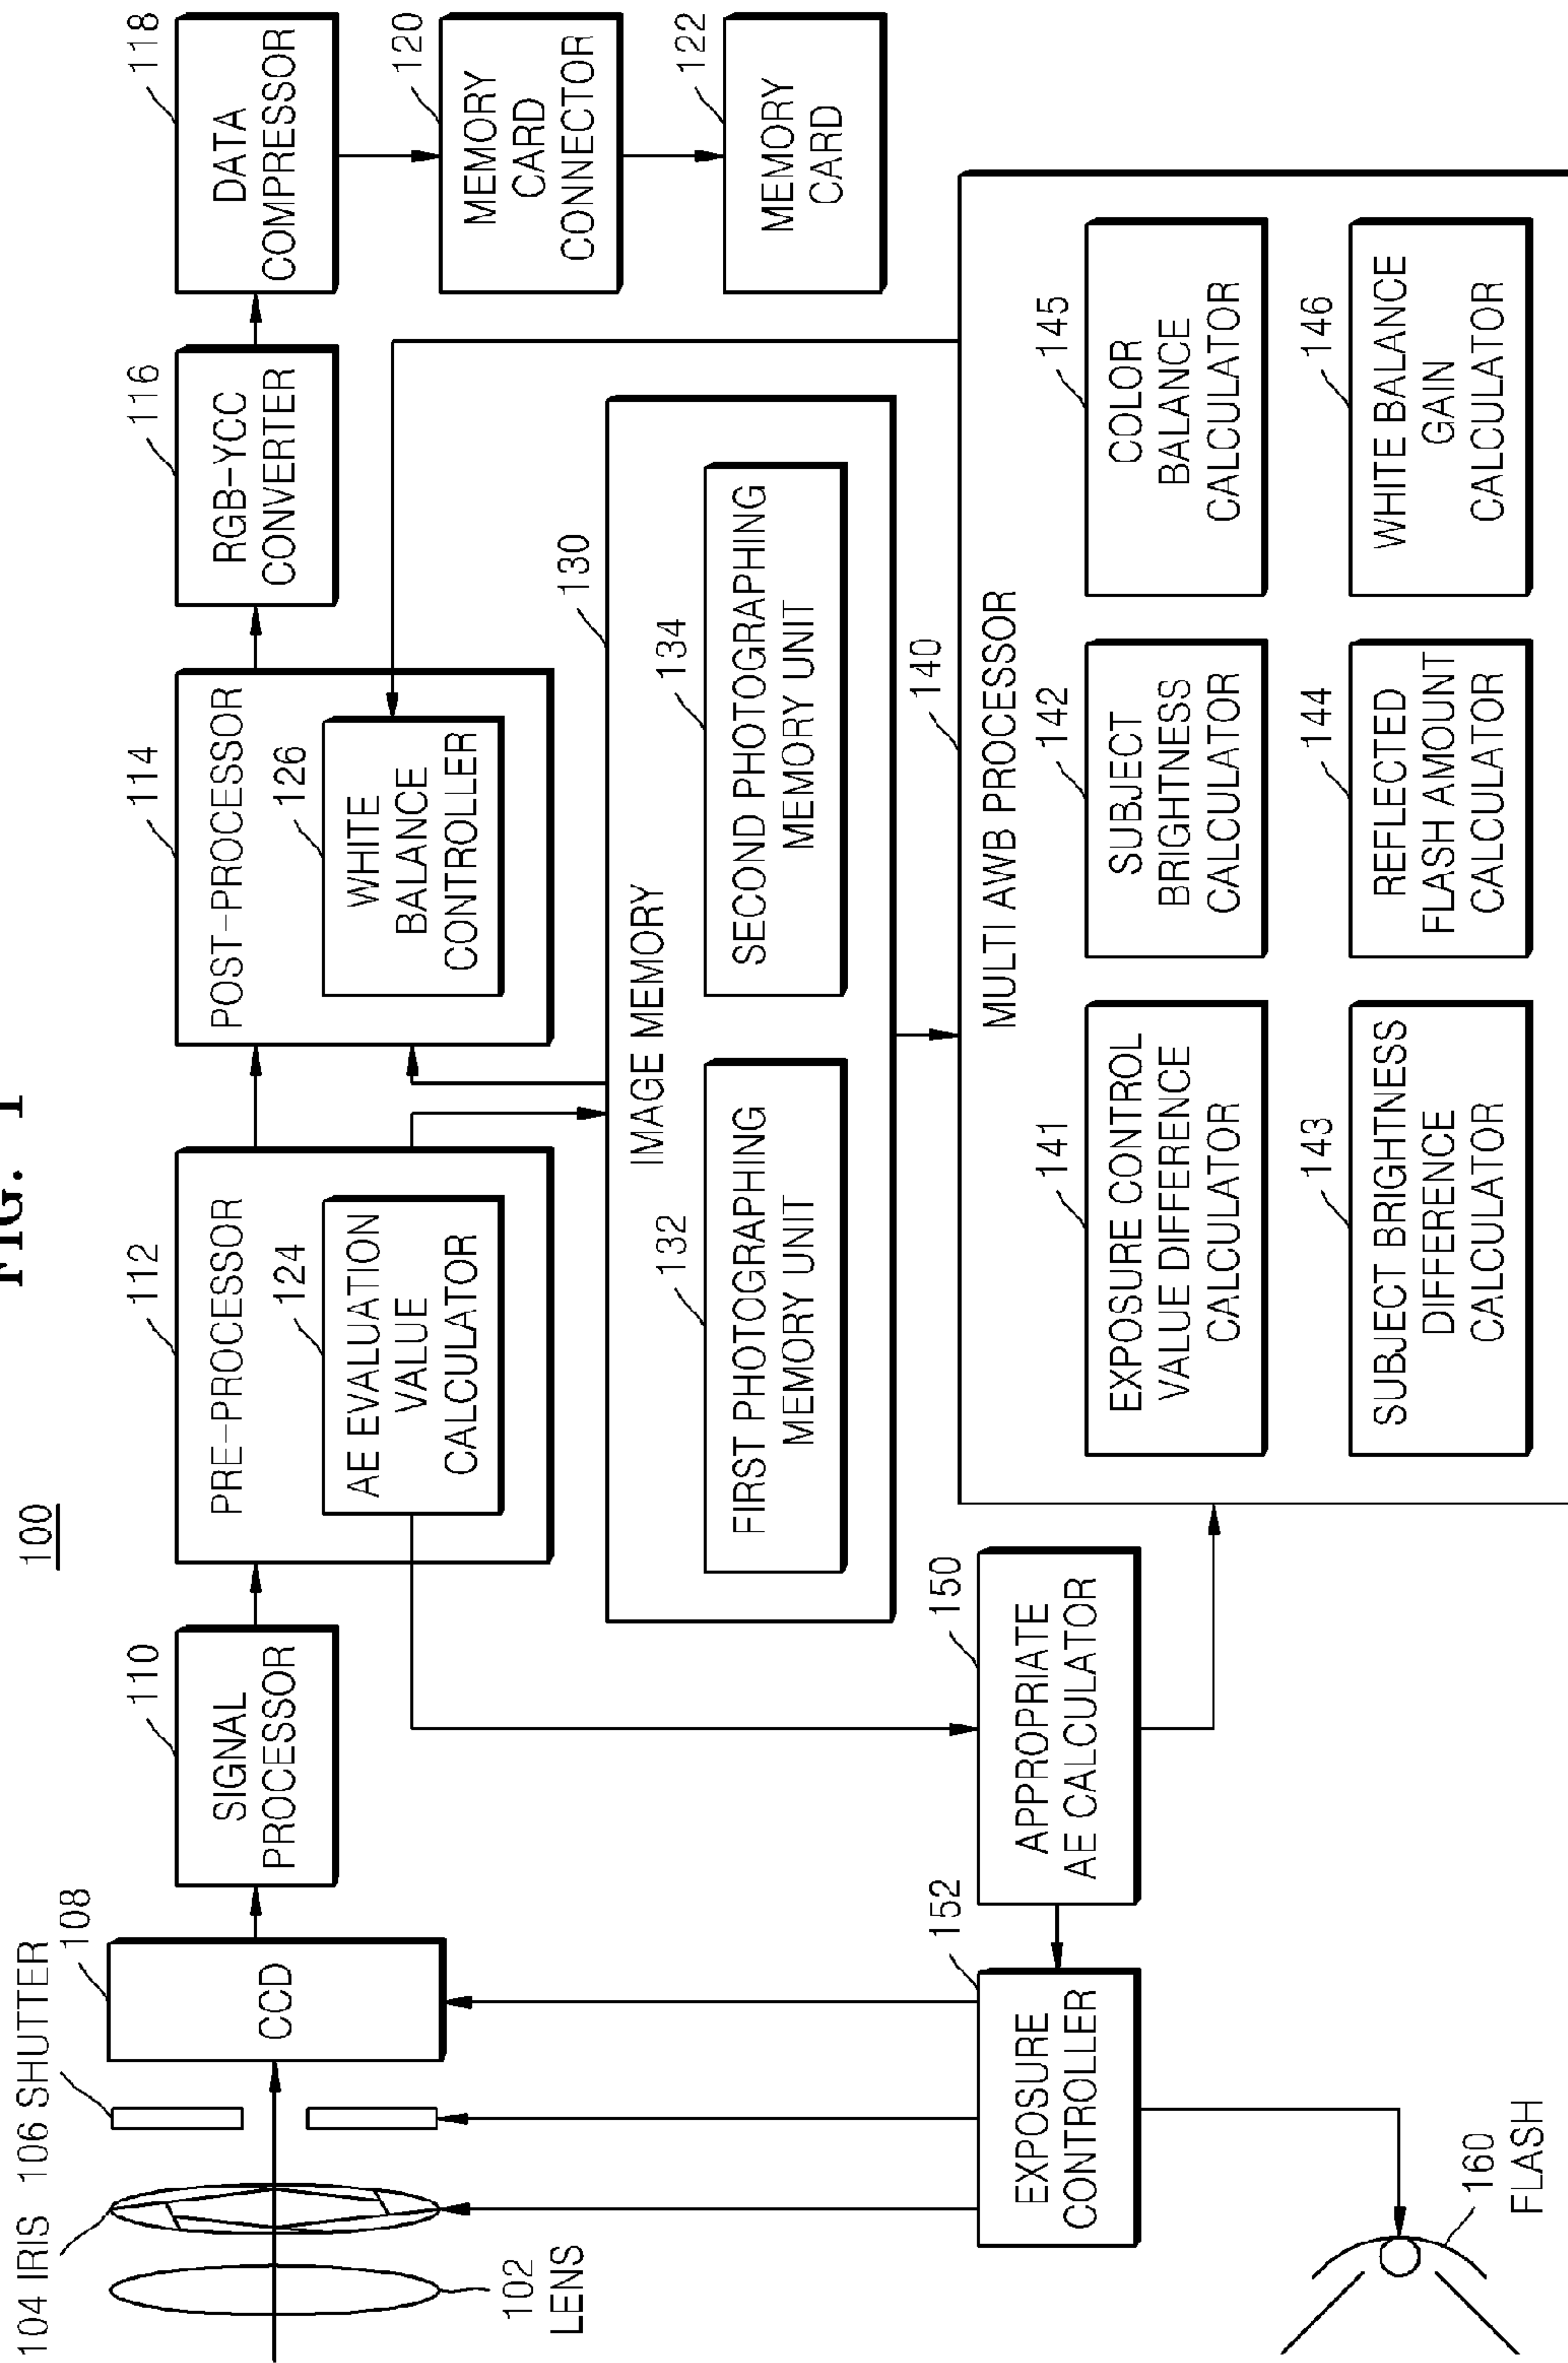 FIG. 1
100
104 IRIS
106 SHUTTER
102
LENS
108
CCD
110
SIGNAL
PROCESSOR
112
PRE-PROCESSOR
124
AE EVALUATION
VALUE
CALCULATOR
114
POST-PROCESSOR
126
WHITE
BALANCE
CONTROLLER
116
RGB-YCC
CONVERTER
118
DATA
COMPRESSOR
120
MEMORY
CARD
CONNECTOR
122
MEMORY
CARD
130
IMAGE MEMORY
132
FIRST PHOTOGRAPHING
MEMORY UNIT
134
SECOND PHOTOGRAPHING
MEMORY UNIT
140
MULTI AWB PROCESSOR
141
EXPOSURE CONTROL
VALUE DIFFERENCE
CALCULATOR
142
SUBJECT
BRIGHTNESS
CALCULATOR
145
COLOR
BALANCE
CALCULATOR
143
SUBJECT BRIGHTNESS
DIFFERENCE
CALCULATOR
144
REFLECTED
FLASH AMOUNT
CALCULATOR
146
WHITE BALANCE
GAIN
CALCULATOR
150
APPROPRIATE
AE CALCULATOR
152
EXPOSURE
CONTROLLER
160
FLASH